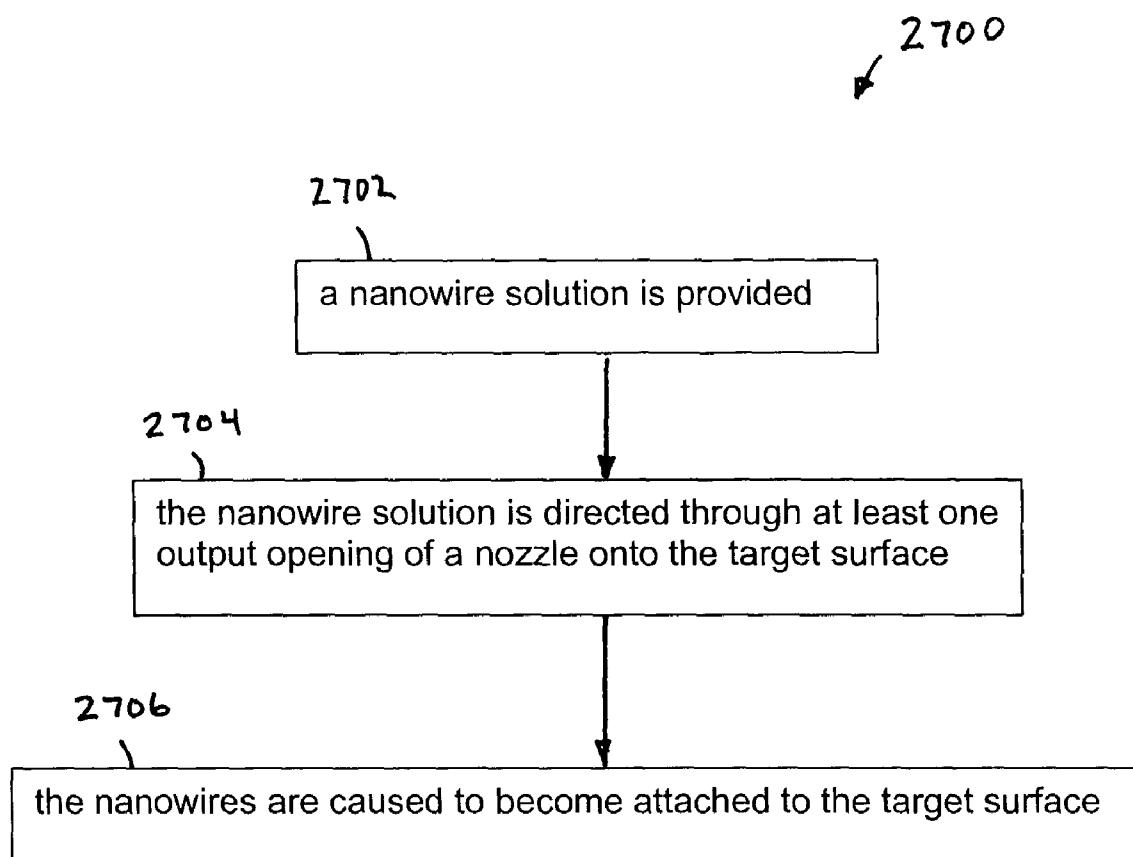 2700
2702
a nanowire solution is provided
2704
the nanowire solution is directed through at least one
output opening of a nozzle onto the target surface
2706
the nanowires are caused to become attached to the target surface